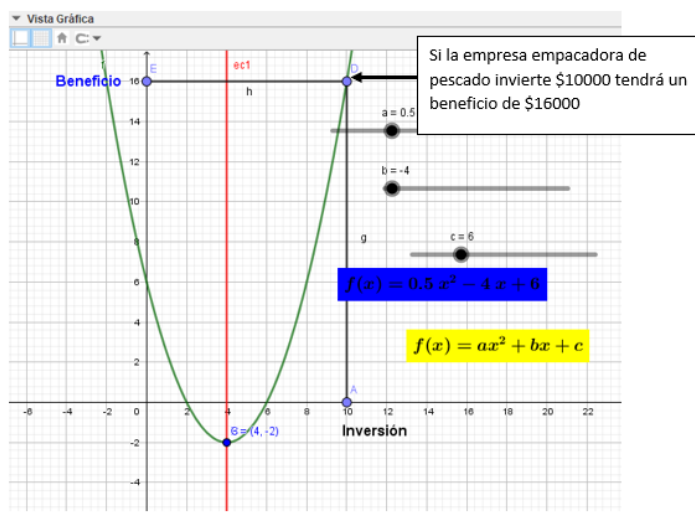 Vista Gráfica
E
ec1
D
Beneficio
h
Si la empresa empacadora de
pescado invierte $10000 tendrá un
beneficio de $16000
a = 0.5
b = -4
g
c = 6
f(x) = 0.5 x² − 4 x + 6
f(x) = ax² + bx + c
A
Inversión
= (4, -2)
16
14
12
10
8
6
4
2
-2
-4
-6
-4
-2
0
2
4
6
8
10
12
14
16
18
20
22